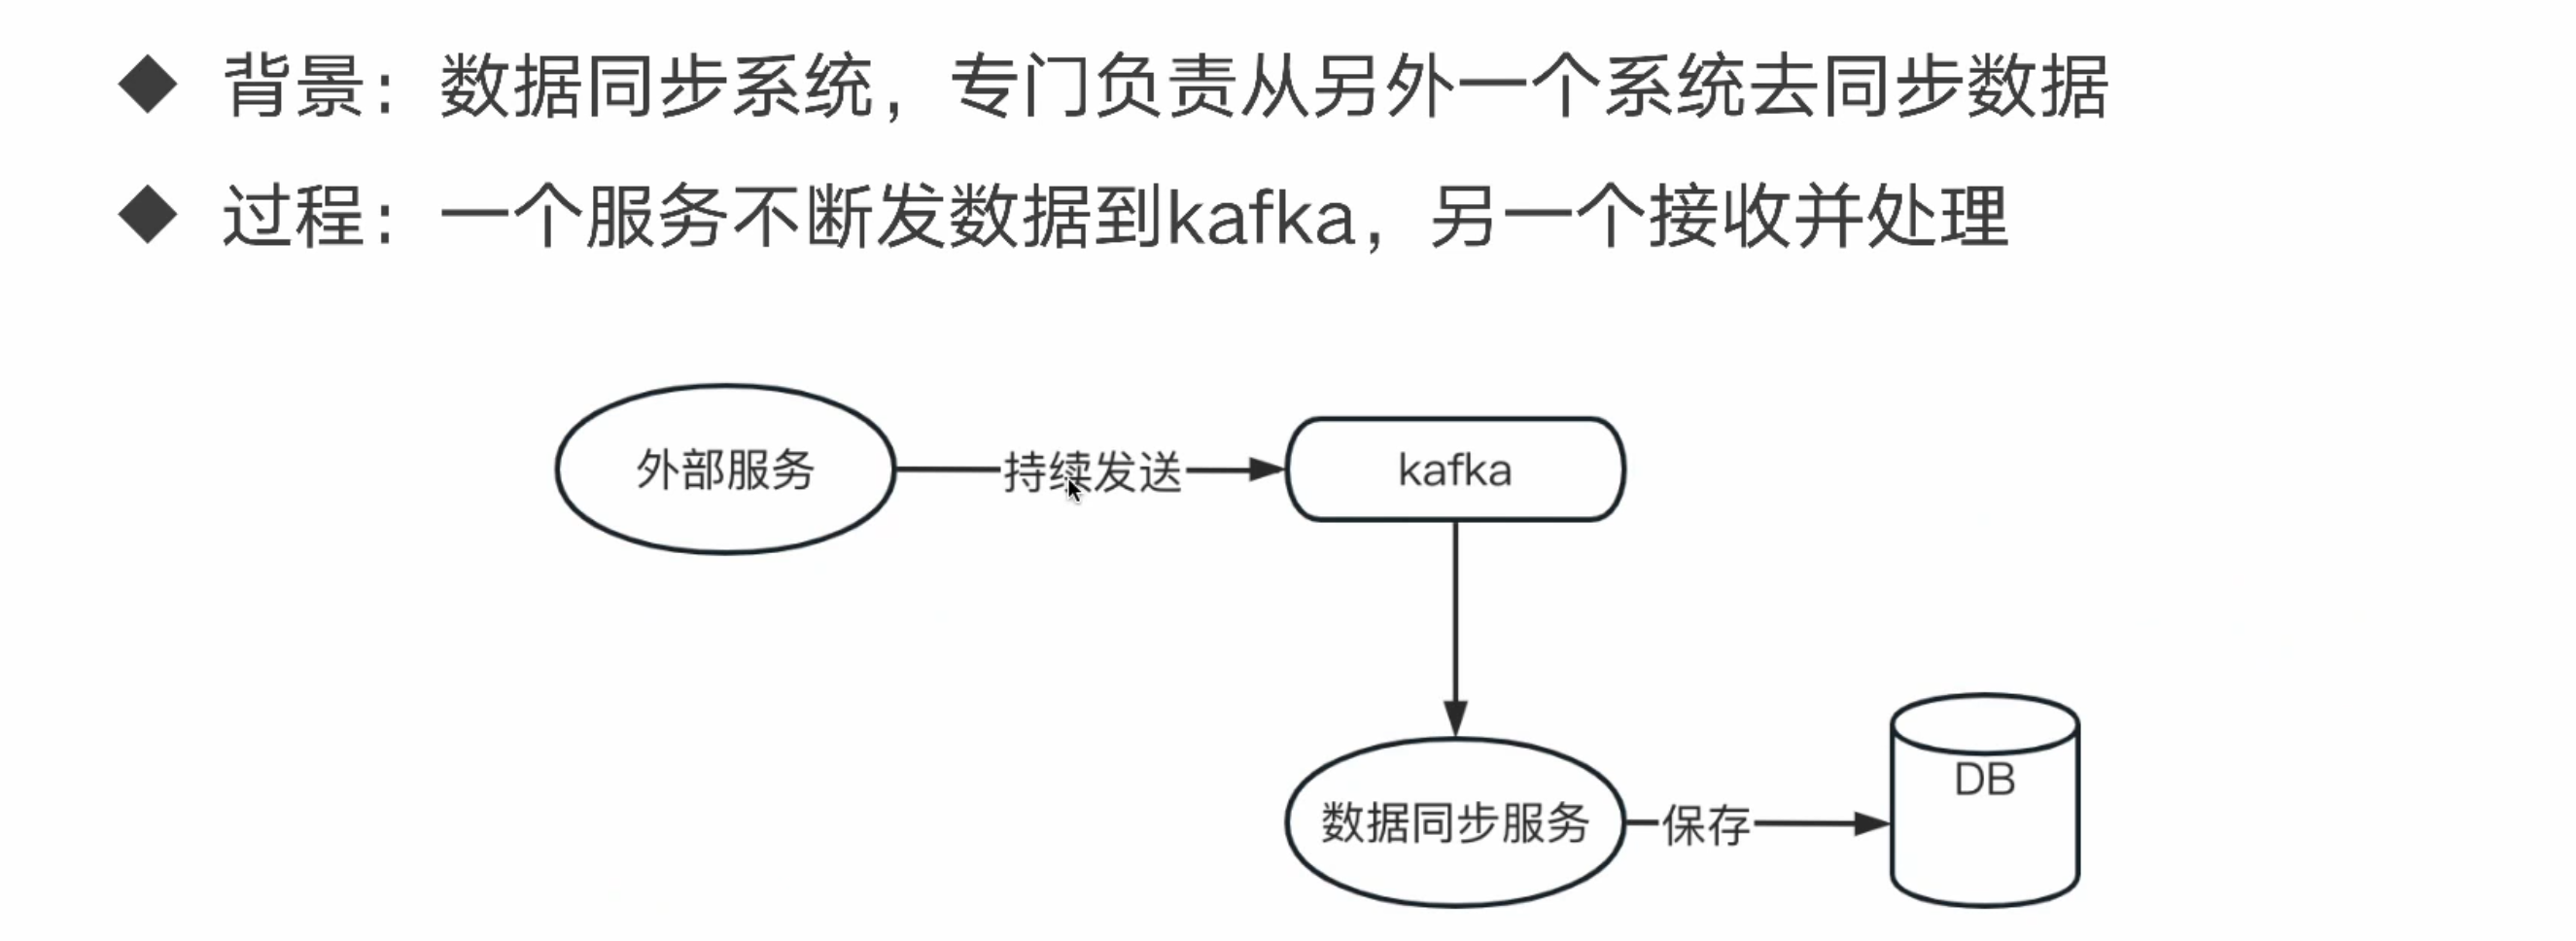 背景：数据同步系统，专门负责从另外一个系统去同步数据
过程：一个服务不断发数据到kafka，另一个接收并处理
外部服务
持续发送
kafka
数据同步服务
保存
DB